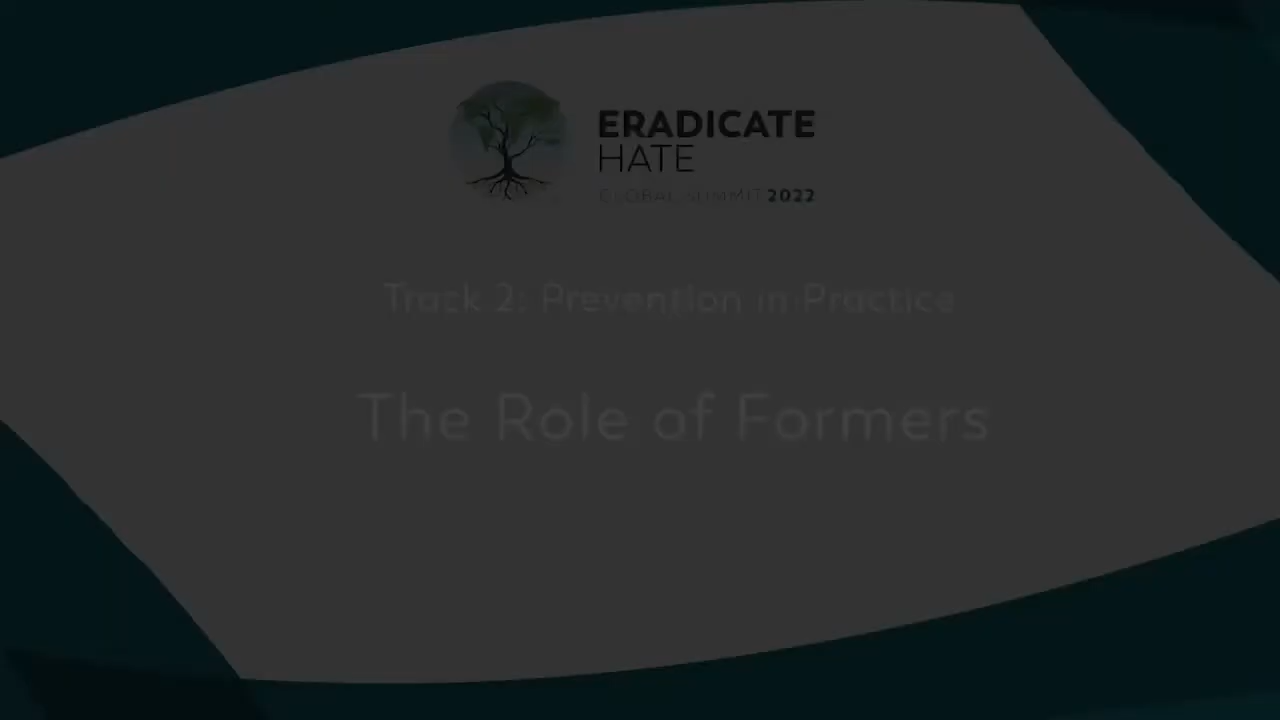 ERADICATE
HATE
GLOBAL SUMMIT 2022
Track 2: Prevention in Practice
The Role of Formers